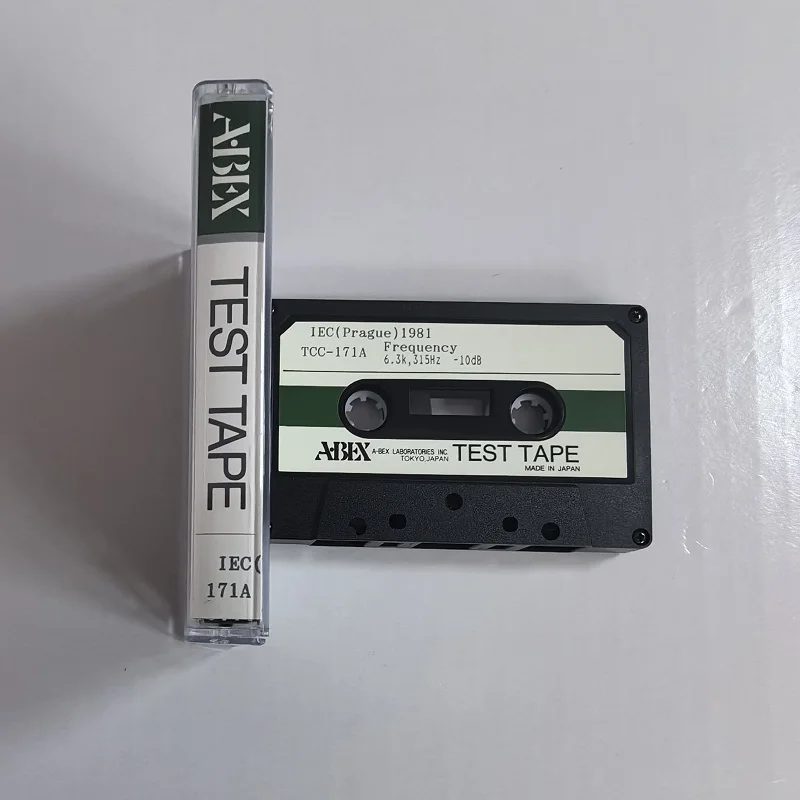 A·BEX
TEST TAPE
IEC(
171A
IEC(Prague)1981
TCC-171A Frequency
6.3k,315Hz -10dB
A·BEX A-BEX LABORATORIES INC. TEST TAPE
TOKYO,JAPAN
MADE IN JAPAN